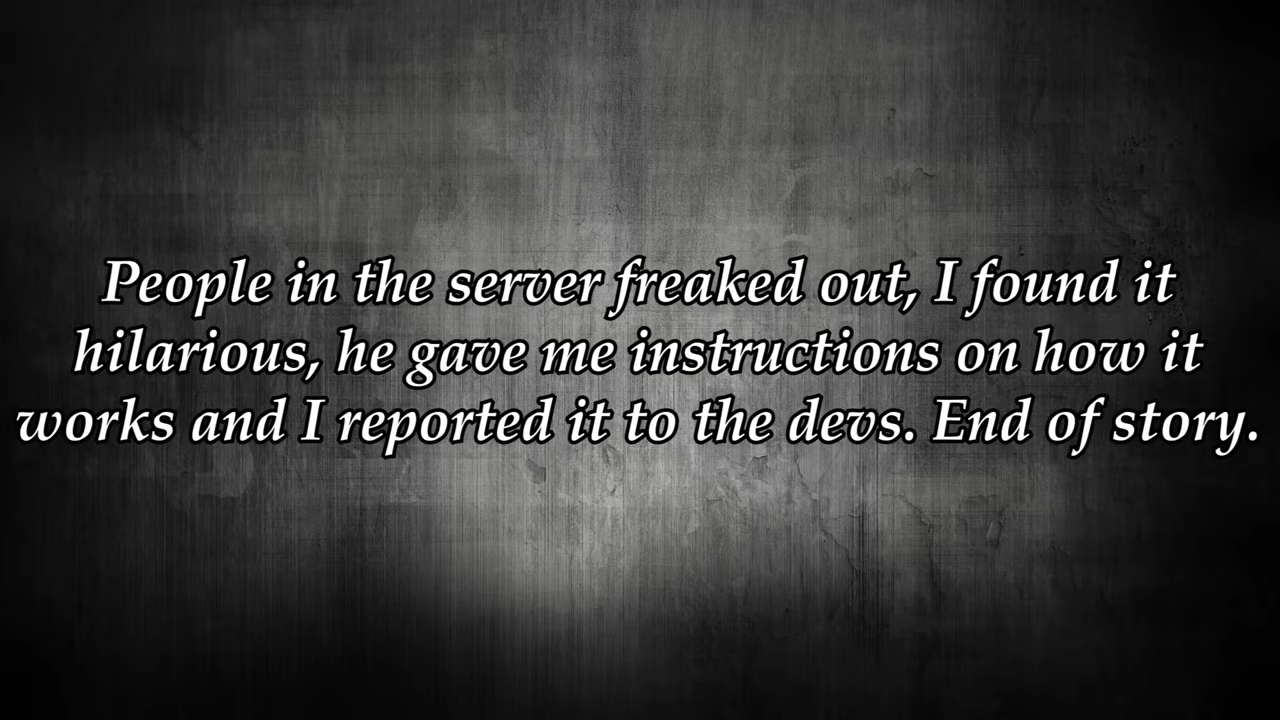 People in the server freaked out, I found it
hilarious, he gave me instructions on how it
works and I reported it to the devs. End of story.